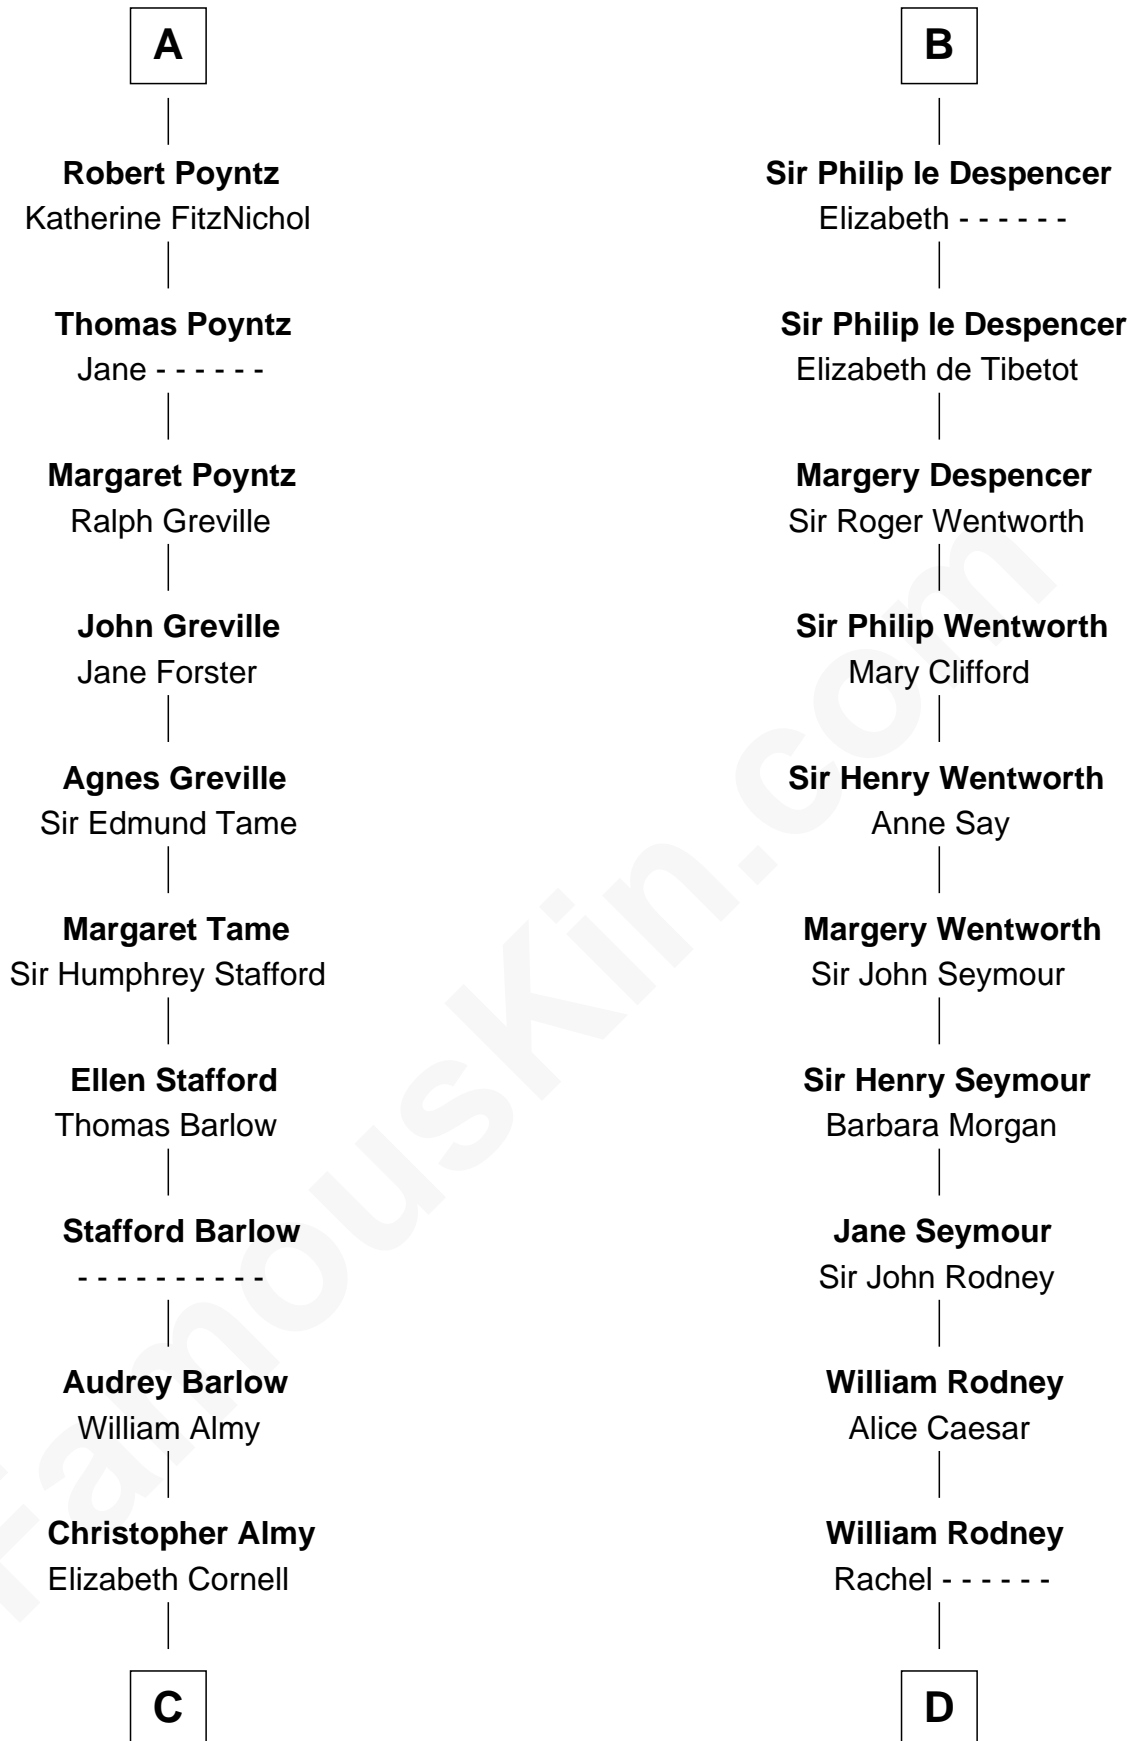 A
Robert Poyntz
Katherine FitzNichol
Thomas Poyntz
Jane - - - - - -
Margaret Poyntz
Ralph Greville
John Greville
Jane Forster
Agnes Greville
Sir Edmund Tame
Margaret Tame
Sir Humphrey Stafford
Ellen Stafford
Thomas Barlow
Stafford Barlow
- - - - - - - - - -
Audrey Barlow
William Almy
Christopher Almy
Elizabeth Cornell
C
B
Sir Philip le Despencer
Elizabeth - - - - - -
Sir Philip le Despencer
Elizabeth de Tibetot
Margery Despencer
Sir Roger Wentworth
Sir Philip Wentworth
Mary Clifford
Sir Henry Wentworth
Anne Say
Margery Wentworth
Sir John Seymour
Sir Henry Seymour
Barbara Morgan
Jane Seymour
Sir John Rodney
William Rodney
Alice Caesar
William Rodney
Rachel - - - - - -
D
FamousKin.com